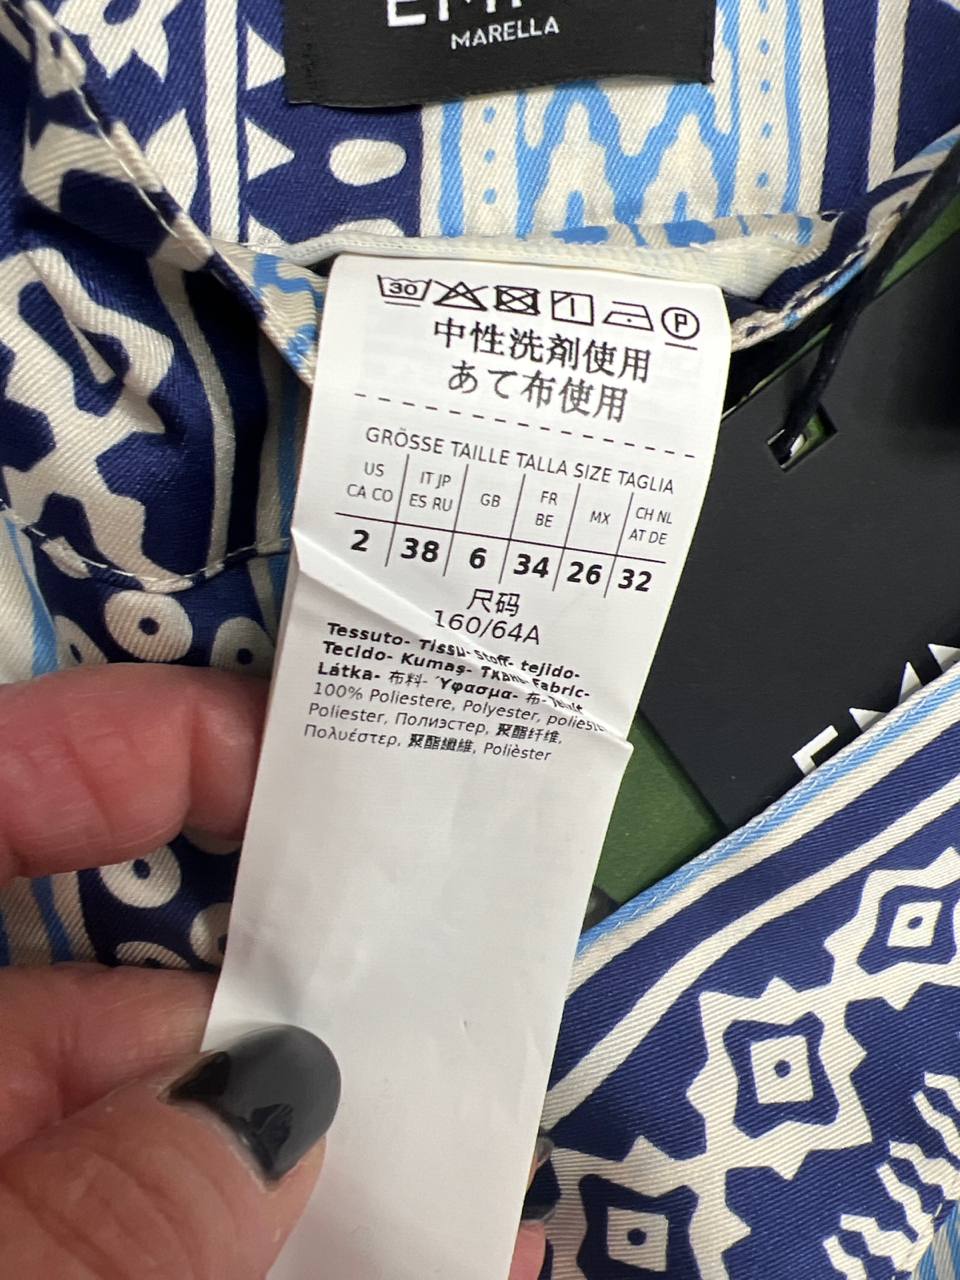 MARELLA
30
P
中性洗剤使用
あて布使用
GRÖSSE TAILLE TALLA SIZE TAGLIA
US CA CO IT JP ES RU GB FR BE MX CH NL AT DE
2 38 6 34 26 32
尺码
160/64A
Tessuto- Tissu- Stoff- tejido-
Tecido- Kumaş- Ткань- Fabric-
Látka- 布料- Ύφασμα- 布-
100% Poliestere, Polyester,
Poliester, Полиэстер, 聚酯纤维,
Πολυέστερ, 聚酯纖維, Polièster